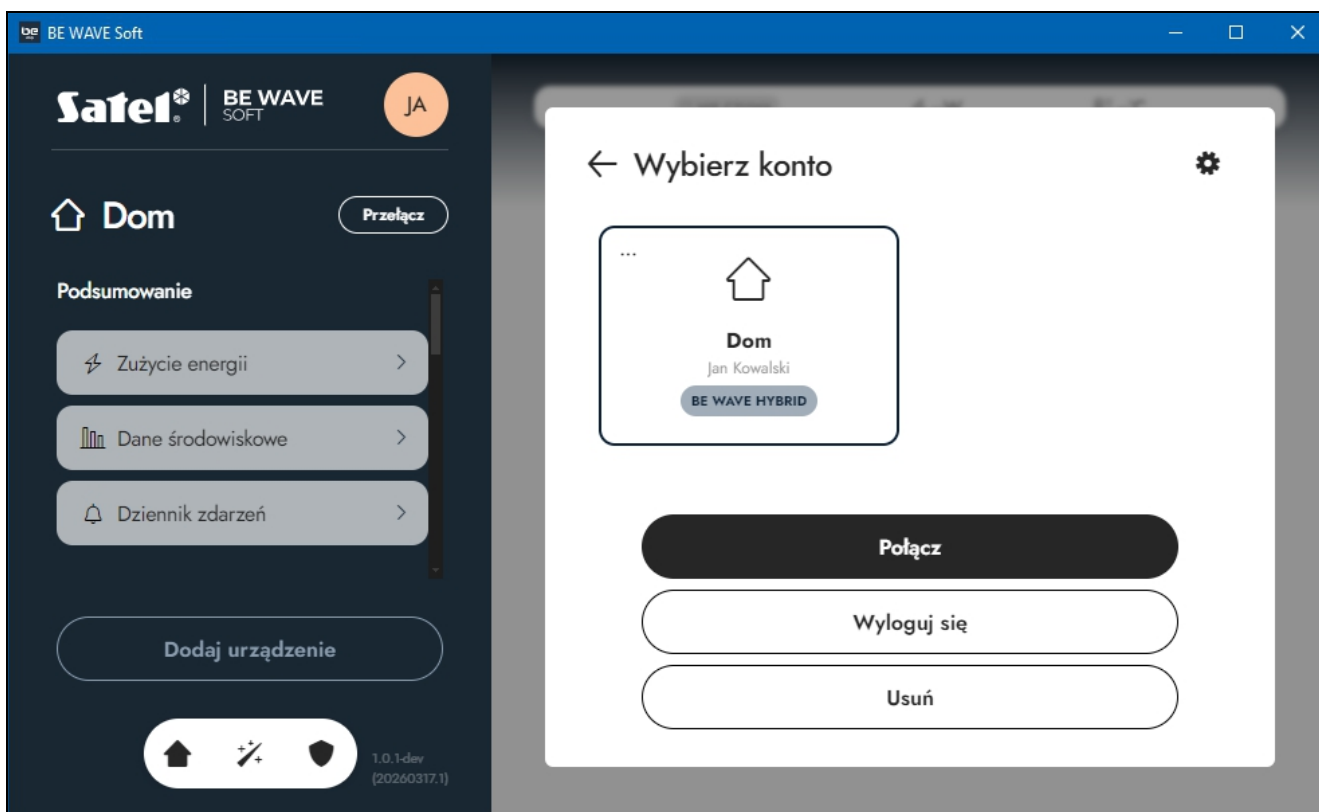 be
BE WAVE Soft
Satel®
BE WAVE
SOFT
JA
Dom
Przełącz
Podsumowanie
Zużycie energii
Dane środowiskowe
Dziennik zdarzeń
Dodaj urządzenie
1.0.1-dev
(20260317.1)
Wybierz konto
...
Dom
Jan Kowalski
BE WAVE HYBRID
Połącz
Wyloguj się
Usuń